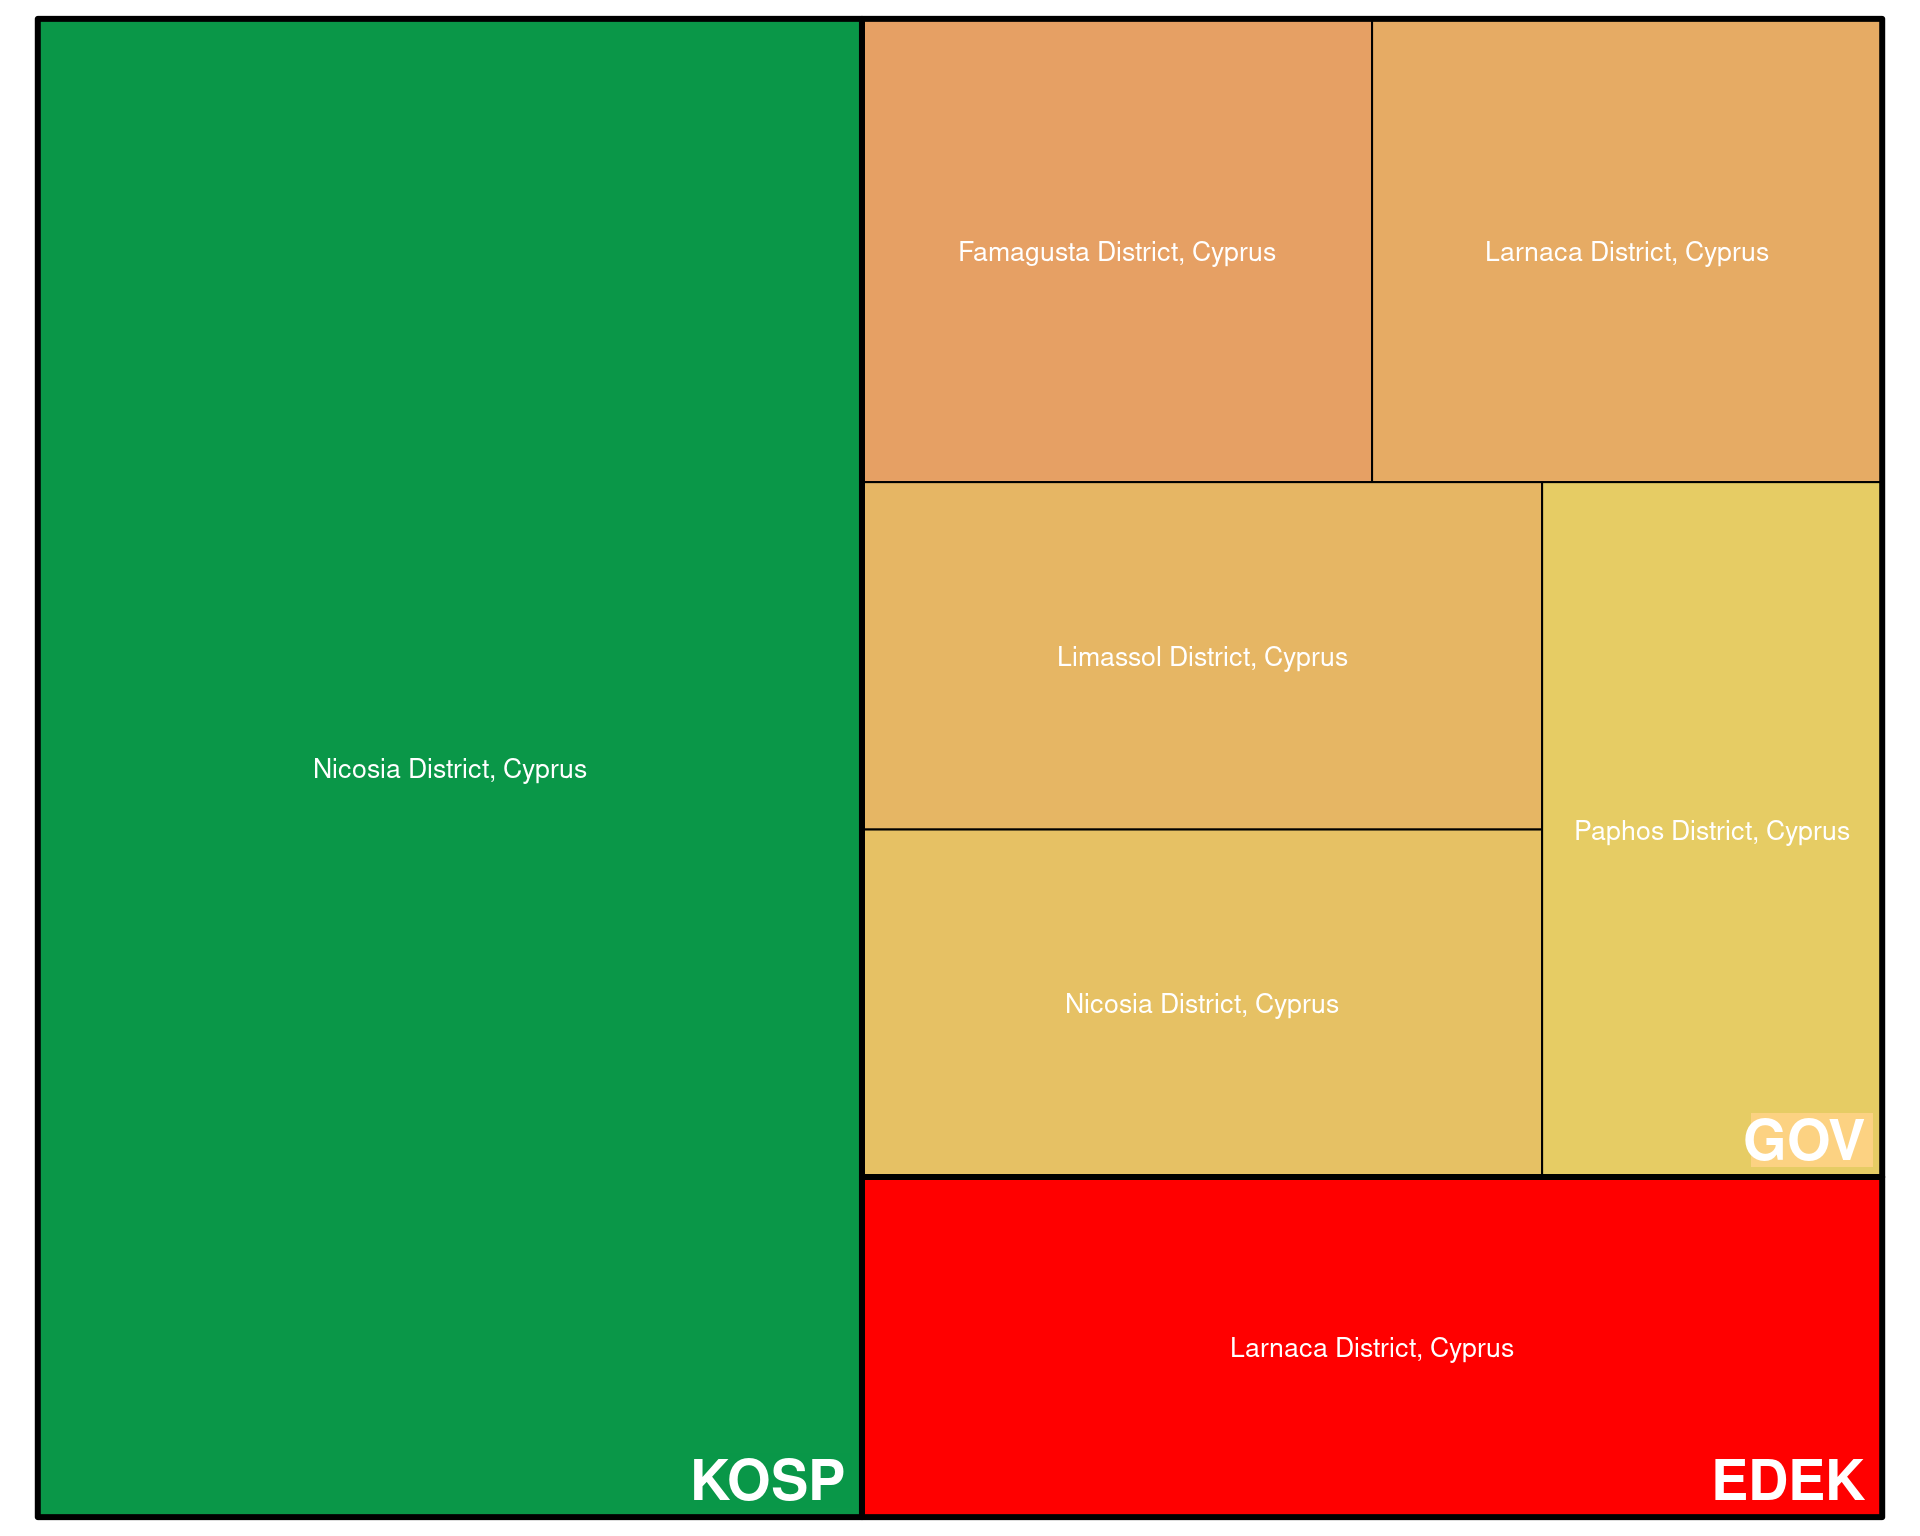 Nicosia District, Cyprus
KOSP
Famagusta District, Cyprus
Larnaca District, Cyprus
Limassol District, Cyprus
Paphos District, Cyprus
Nicosia District, Cyprus
GOV
Larnaca District, Cyprus
EDEK